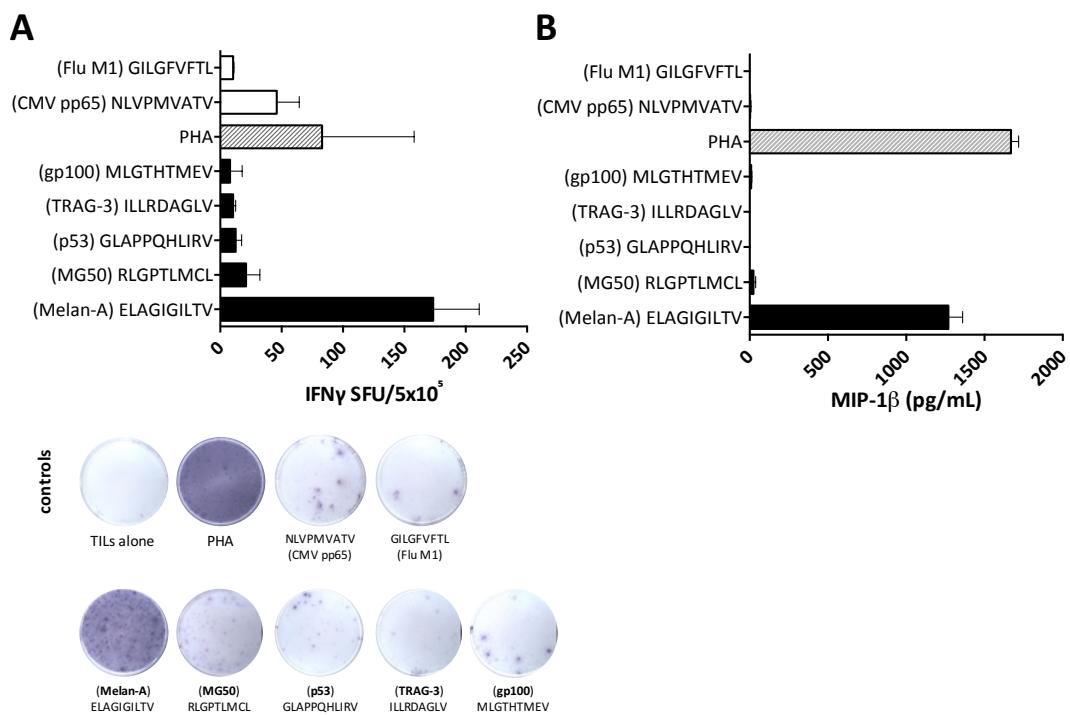 A
(Flu M1) GILGFVFTL
(CMV pp65) NLVPMVATV
PHA
(gp100) MLGTHTMEV
(TRAG-3) ILLRDAGLV
(p53) GLAPPQHLIRV
(MG50) RLGPTLMCL
(Melan-A) ELAGIGILTV
0
50
100
150
200
250
IFNγ SFU/5x10⁵
B
(Flu M1) GILGFVFTL
(CMV pp65) NLVPMVATV
PHA
(gp100) MLGTHTMEV
(TRAG-3) ILLRDAGLV
(p53) GLAPPQHLIRV
(MG50) RLGPTLMCL
(Melan-A) ELAGIGILTV
0
500
1000
1500
2000
MIP-1β (pg/mL)
controls
TILs alone
PHA
NLVPMVATV
(CMV pp65)
GILGFVFTL
(Flu M1)
(Melan-A)
ELAGIGILTV
(MG50)
RLGPTLMCL
(p53)
GLAPPQHLIRV
(TRAG-3)
ILLRDAGLV
(gp100)
MLGTHTMEV